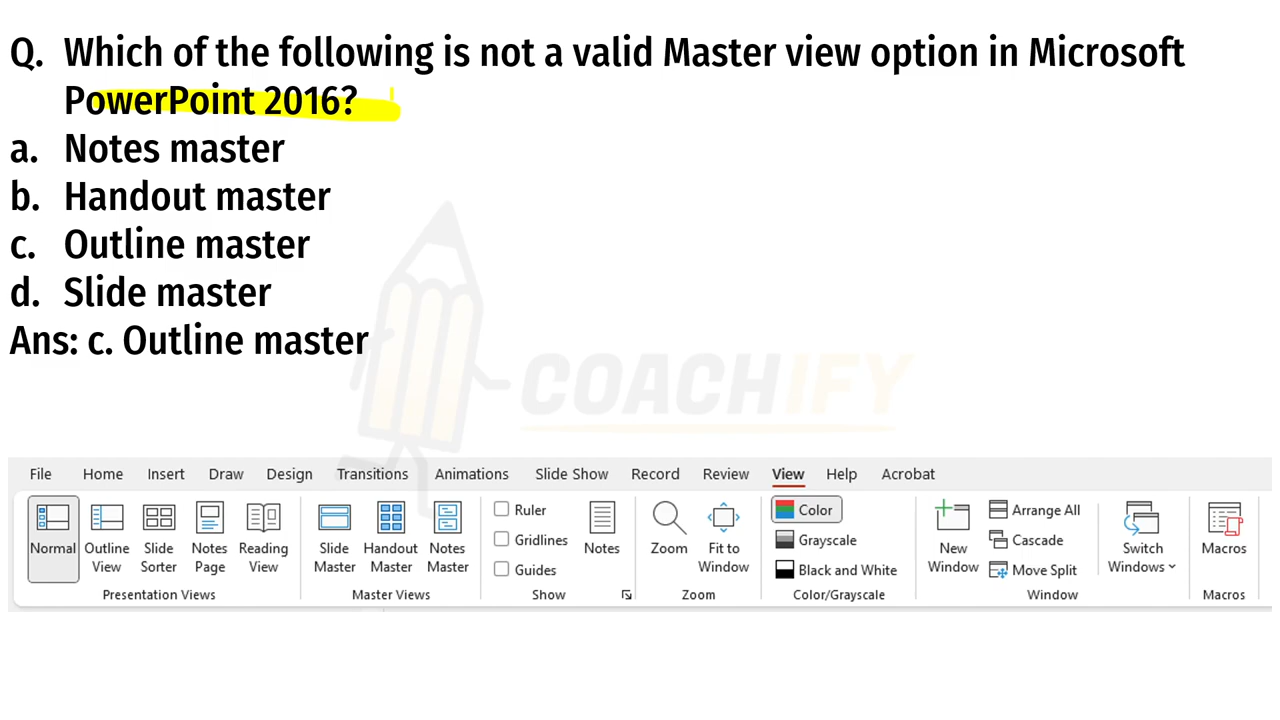 Q. Which of the following is not a valid Master view option in Microsoft
PowerPoint 2016?
a. Notes master
b. Handout master
c. Outline master
d. Slide master
Ans: c. Outline master
COACHIFY
File Home Insert Draw Design Transitions Animations Slide Show Record Review View Help Acrobat
Normal
Outline
View
Slide
Sorter
Notes
Page
Reading
View
Presentation Views
Slide
Master
Handout
Master
Notes
Master
Master Views
Ruler
Gridlines
Guides
Notes
Show
Zoom
Fit to
Window
Zoom
Color
Grayscale
Black and White
Color/Grayscale
New
Window
Arrange All
Cascade
Move Split
Switch
Windows
Window
Macros
Macros